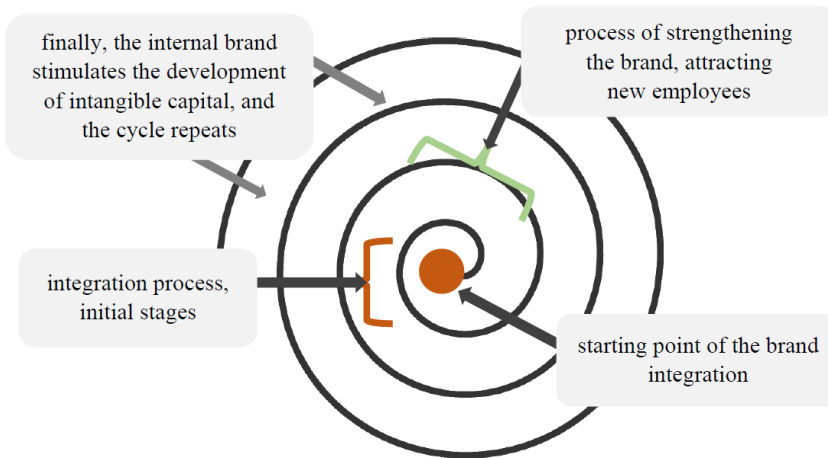 finally, the internal brand
stimulates the development
of intangible capital, and
the cycle repeats
process of strengthening
the brand, attracting
new employees
integration process,
initial stages
starting point of the brand
integration